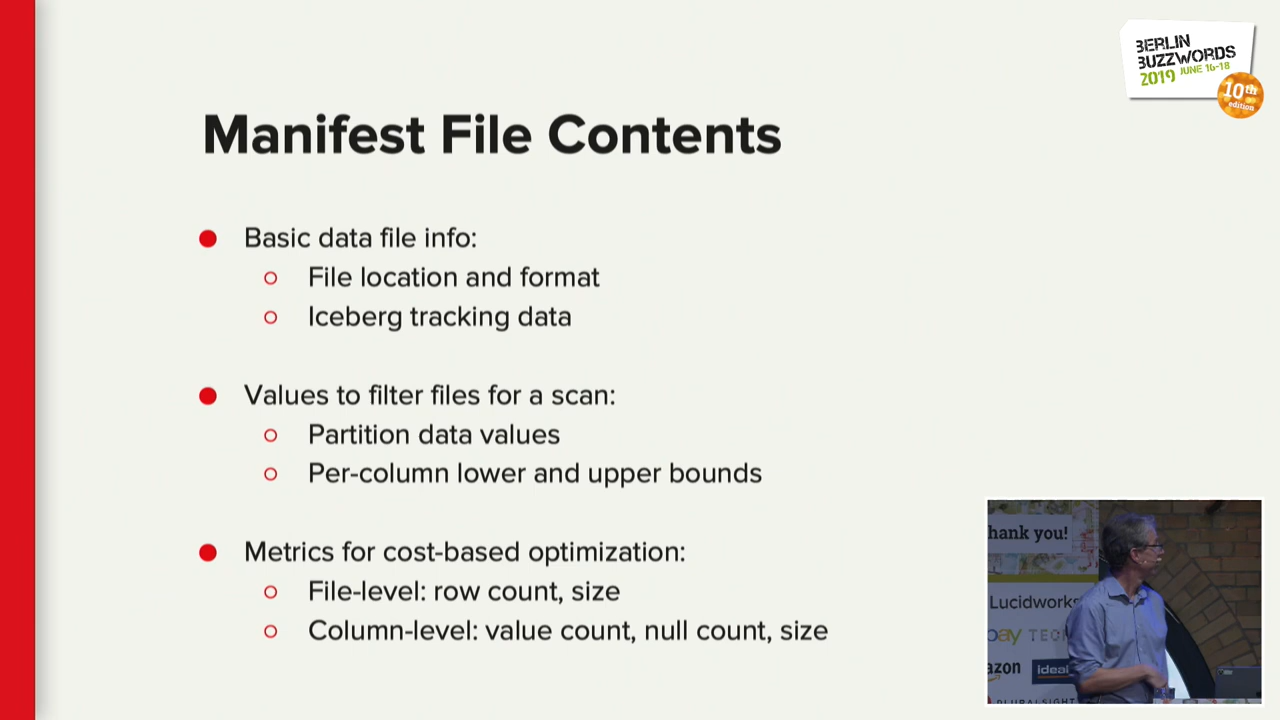 BERLIN
BUZZWORDS
2019 JUNE 16-18
10th
edition
Manifest File Contents
Basic data file info:
File location and format
Iceberg tracking data
Values to filter files for a scan:
Partition data values
Per-column lower and upper bounds
Metrics for cost-based optimization:
File-level: row count, size
Column-level: value count, null count, size
hank you!
Lucidworks
bay TECH
azon ideal
PLURALSIGHT